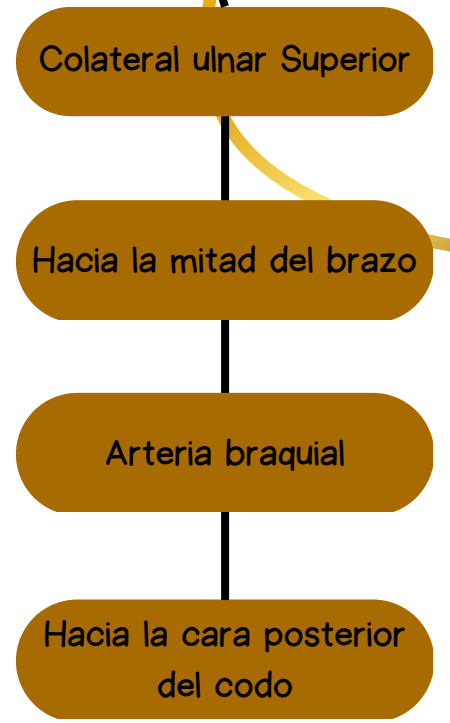 Colateral ulnar Superior
Hacia la mitad del brazo
Arteria braquial
Hacia la cara posterior
del codo